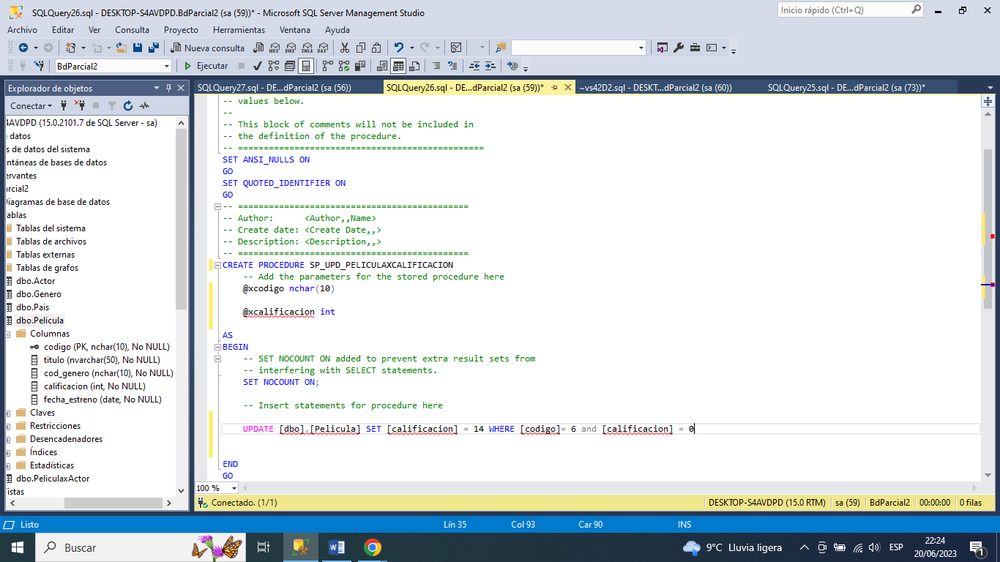 SQLQuery26.sql - DESKTOP-S4AVDPD.BdParcial2 (sa (59))* - Microsoft SQL Server Management Studio
Inicio rápido (Ctrl+Q)
Archivo Editar Ver Consulta Proyecto Herramientas Ventana Ayuda
Nueva consulta MDX DMX XMLA DAX
BdParcial2 Ejecutar
Explorador de objetos
Conectar
4AVDPD (15.0.2101.7 de SQL Server - sa)
datos
s de datos del sistema
ntáneas de bases de datos
ervantes
arcial2
Diagramas de base de datos
ablas
Tablas del sistema
Tablas de archivos
Tablas externas
Tablas de grafos
dbo.Actor
dbo.Genero
dbo.Pais
dbo.Pelicula
Columnas
codigo (PK, nchar(10), No NULL)
titulo (nvarchar(50), No NULL)
cod_genero (nchar(10), No NULL)
calificacion (int, No NULL)
fecha_estreno (date, No NULL)
Claves
Restricciones
Desencadenadores
Índices
Estadísticas
dbo.PeliculaxActor
istas
SQLQuery27.sql - DE...dParcial2 (sa (56)) SQLQuery26.sql - DE...dParcial2 (sa (59))* ~vs42D2.sql - DESKT...dParcial2 (sa (60)) SQLQuery25.sql - DE...dParcial2 (sa (73))*
-- values below.
--
-- This block of comments will not be included in
-- the definition of the procedure.
-- ================================================
SET ANSI_NULLS ON
GO
SET QUOTED_IDENTIFIER ON
GO
-- =============================================
-- Author: <Author,,Name>
-- Create date: <Create Date,,>
-- Description: <Description,,>
-- =============================================
CREATE PROCEDURE SP_UPD_PELICULAXCALIFICACION
-- Add the parameters for the stored procedure here
@xcodigo nchar(10)
@xcalificacion int
AS
BEGIN
-- SET NOCOUNT ON added to prevent extra result sets from
-- interfering with SELECT statements.
SET NOCOUNT ON;
-- Insert statements for procedure here
UPDATE [dbo].[Pelicula] SET [calificacion] = 14 WHERE [codigo]= 6 and [calificacion] = 0
END
GO
100 %
Conectado. (1/1) DESKTOP-S4AVDPD (15.0 RTM) sa (59) BdParcial2 00:00:00 0 filas
Listo Lín 35 Col 93 Car 90 INS
Buscar 9°C Lluvia ligera ESP 22:24
20/06/2023 1